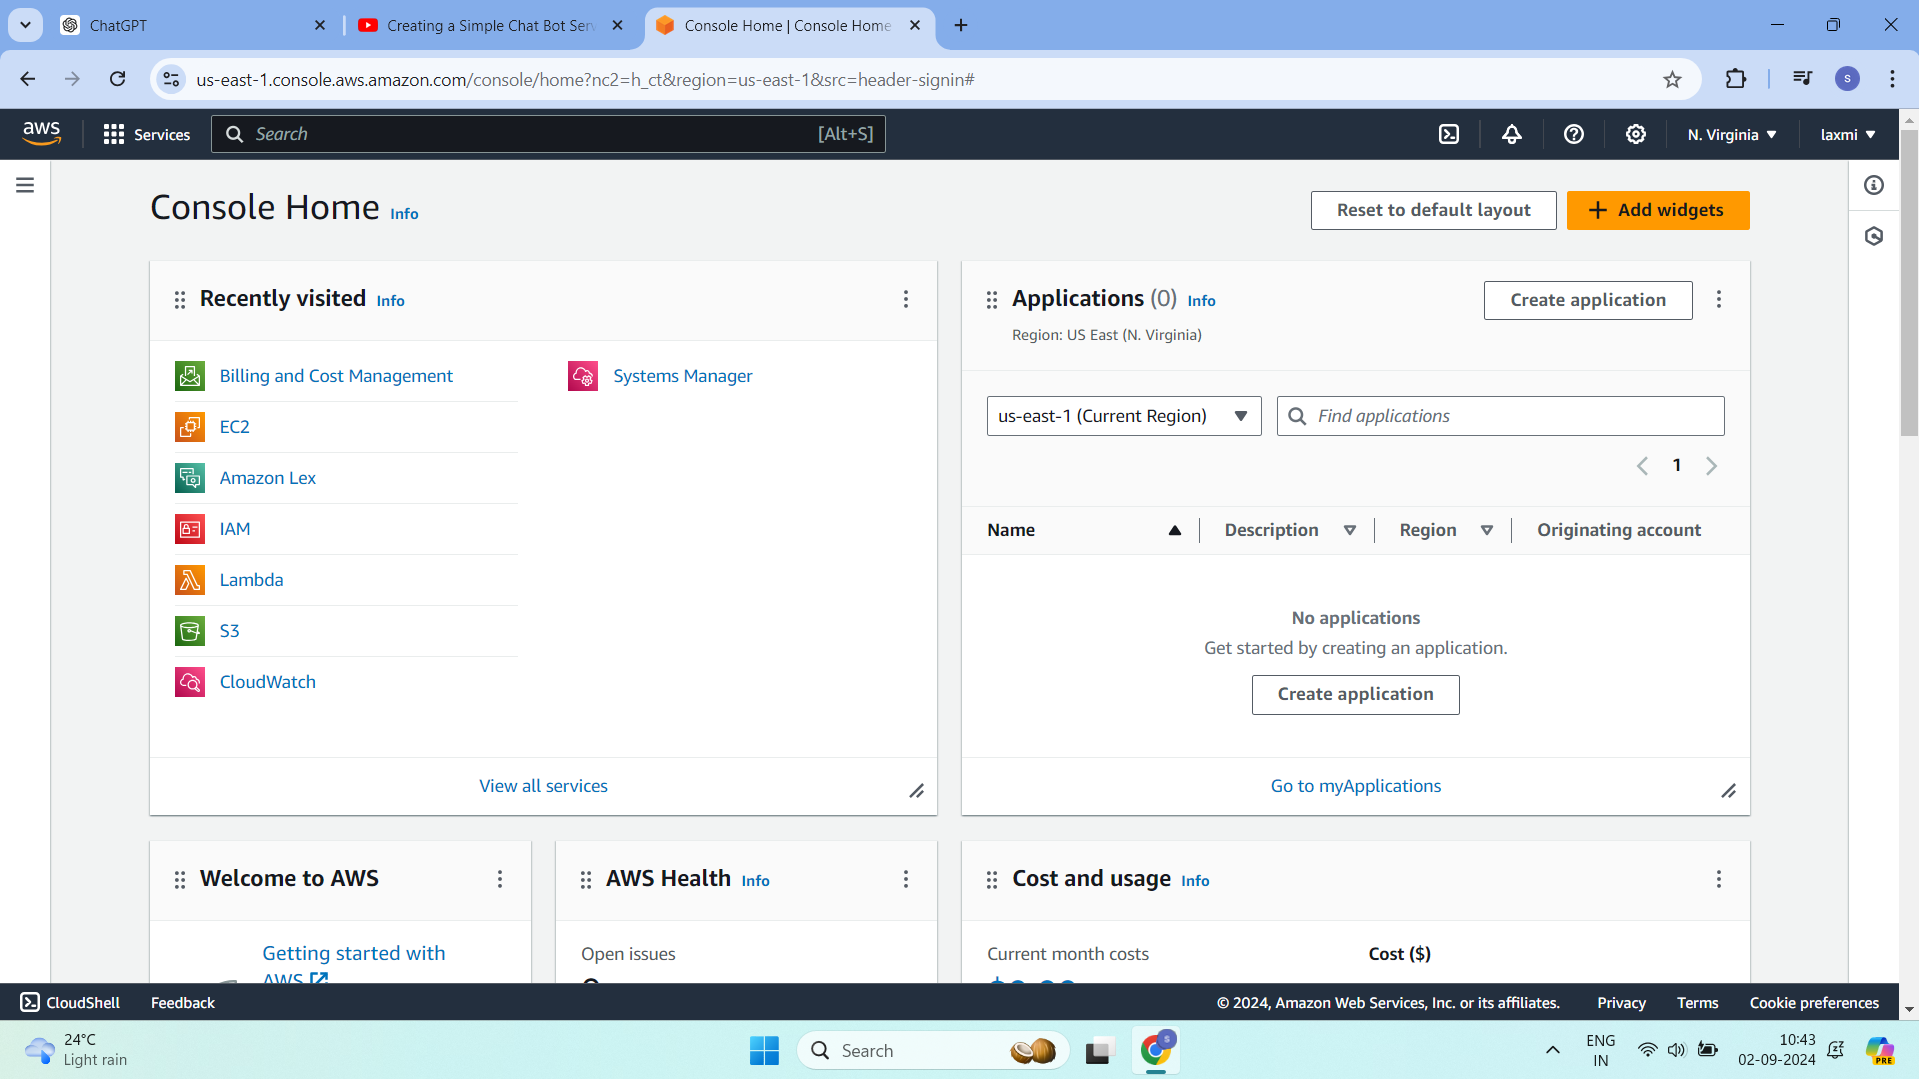 ChatGPT
Creating a Simple Chat Bot Serv
Console Home | Console Home
us-east-1.console.aws.amazon.com/console/home?nc2=h_ct&region=us-east-1&src=header-signin#
S
aws
Services
Search
[Alt+S]
N. Virginia
laxmi
Console Home Info
Reset to default layout
Add widgets
Recently visited Info
Billing and Cost Management
EC2
Amazon Lex
IAM
Lambda
S3
CloudWatch
Systems Manager
View all services
Applications (0) Info
Region: US East (N. Virginia)
Create application
us-east-1 (Current Region)
Find applications
1
Name
Description
Region
Originating account
No applications
Get started by creating an application.
Create application
Go to myApplications
Welcome to AWS
Getting started with
AWS
AWS Health Info
Open issues
Cost and usage Info
Current month costs
Cost ($)
CloudShell
Feedback
© 2024, Amazon Web Services, Inc. or its affiliates.
Privacy
Terms
Cookie preferences
24°C
Light rain
Search
S
ENG
IN
10:43
02-09-2024
PRE